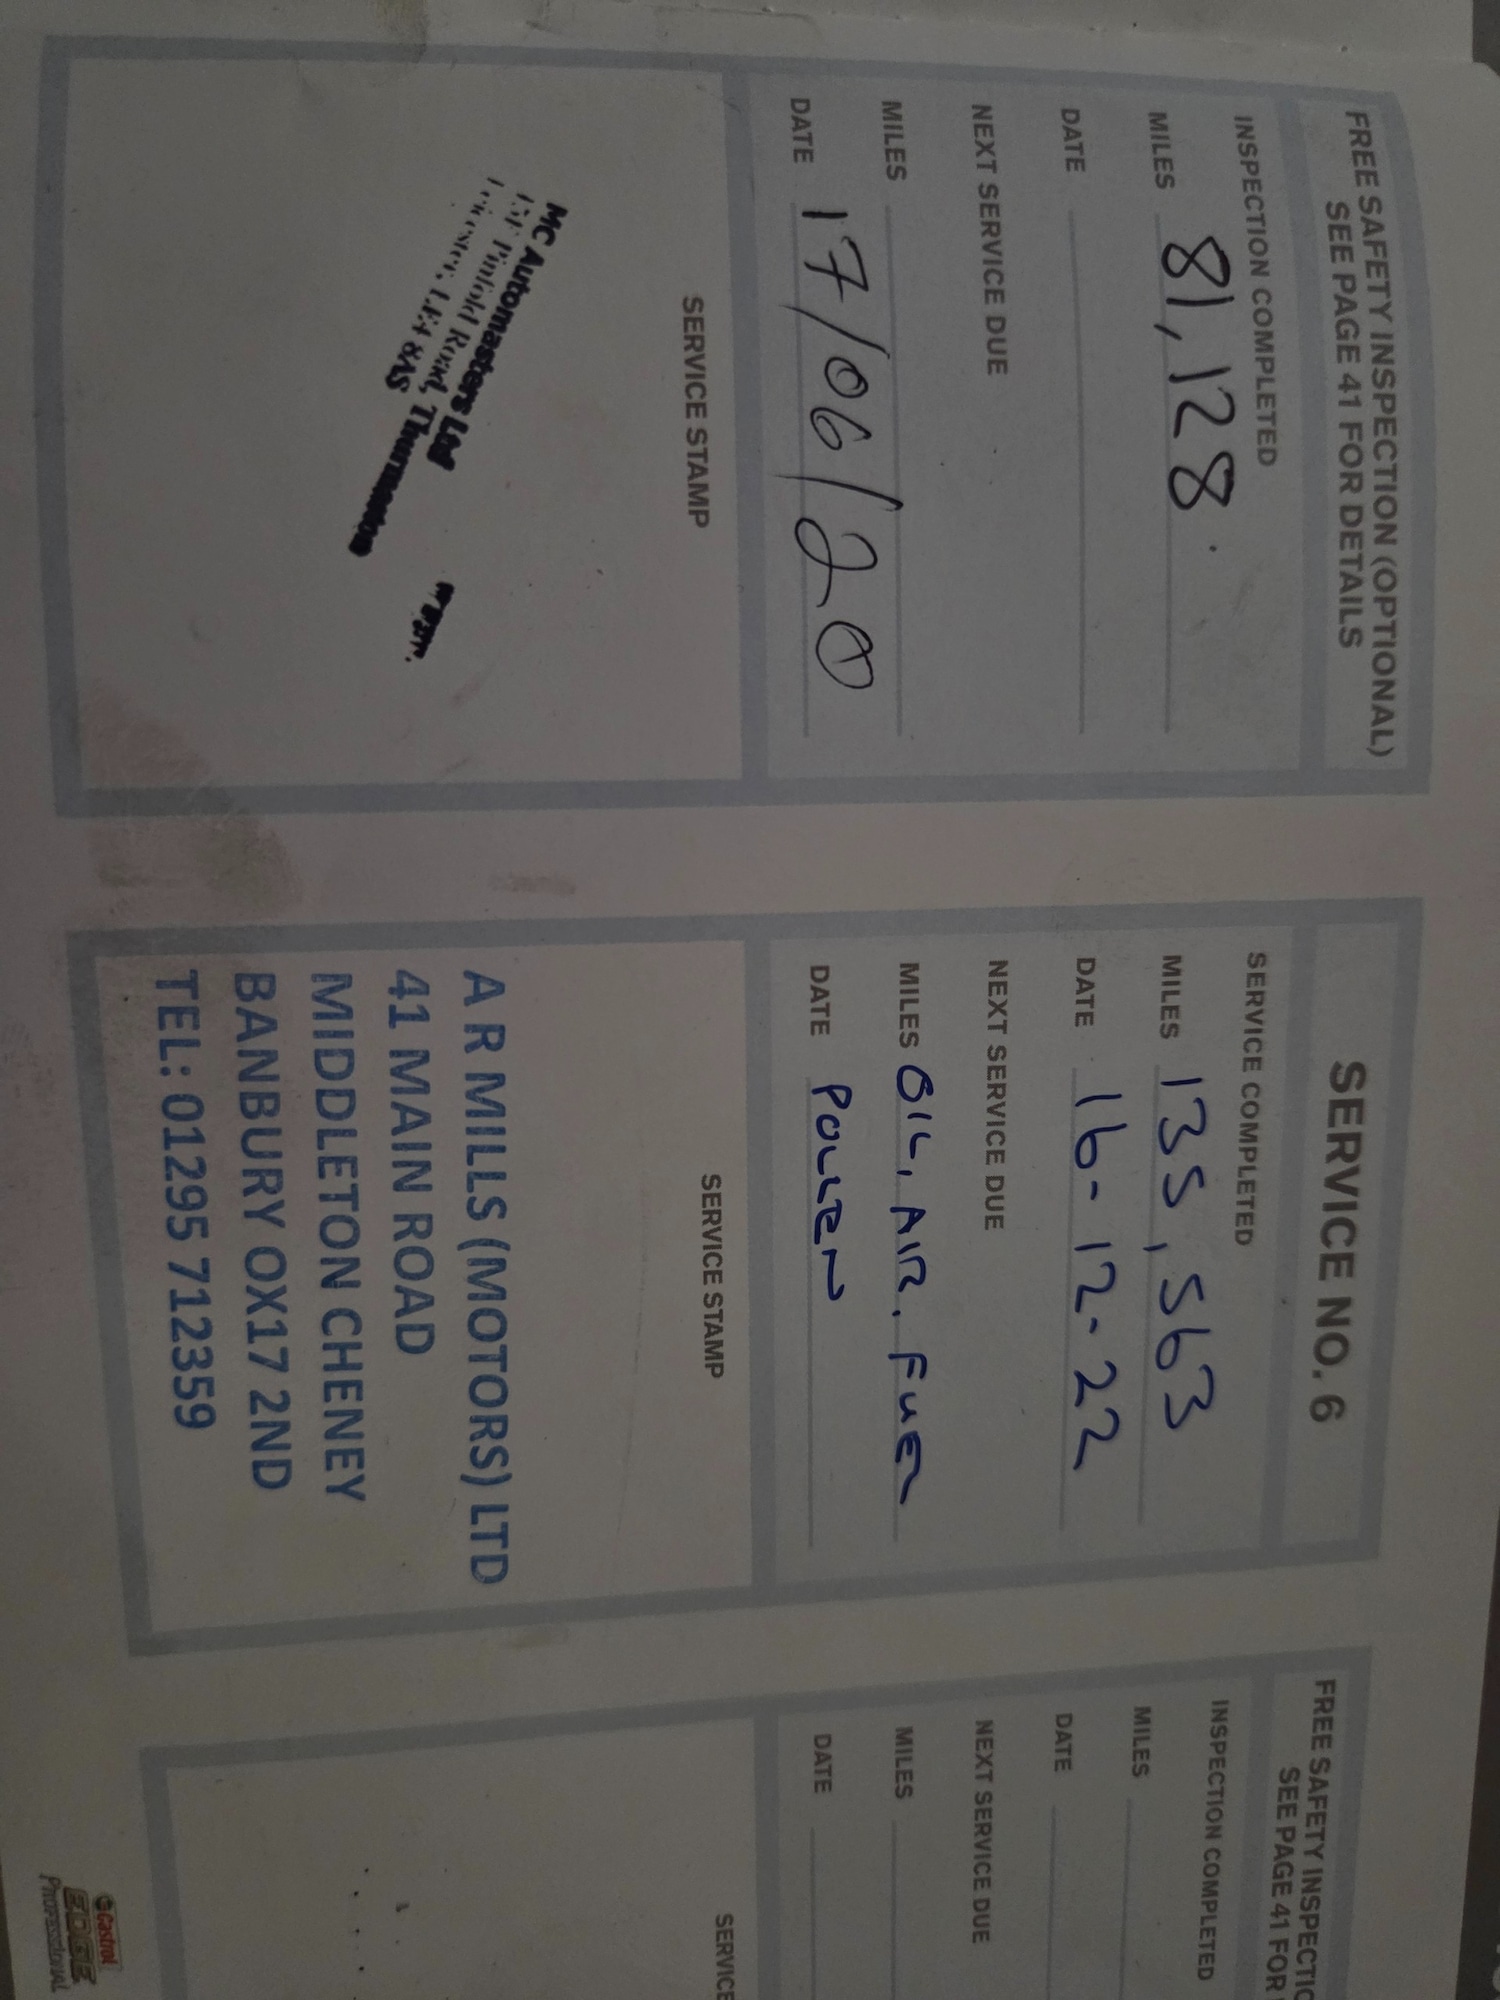 FREE SAFETY INSPECTION (OPTIONAL)
SEE PAGE 41 FOR DETAILS
INSPECTION COMPLETED
MILES 81,128
DATE
NEXT SERVICE DUE
MILES
DATE 17/06/20
SERVICE STAMP
MC Automasters Ltd
Pinfold Road,
LE4 8AS
SERVICE NO. 6
SERVICE COMPLETED
MILES 135,563
DATE 16-12-22
NEXT SERVICE DUE
MILES OIL, AIR, FUEL
DATE POLLEN
SERVICE STAMP
A R MILLS (MOTORS) LTD
41 MAIN ROAD
MIDDLETON CHENEY
BANBURY OX17 2ND
TEL: 01295 712359
FREE SAFETY INSPECTIO
SEE PAGE 41 FOR
INSPECTION COMPLETED
MILES
DATE
NEXT SERVICE DUE
MILES
DATE
SERVICE
Castrol
EDGE
PROFESSIONAL